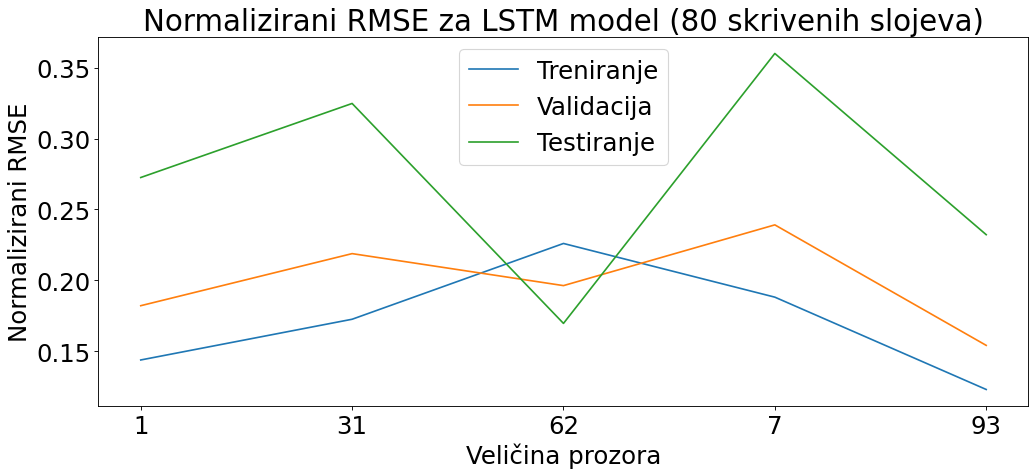 Normalizirani RMSE za LSTM model (80 skrivenih slojeva)
Normalizirani RMSE
0.35
0.30
0.25
0.20
0.15
Treniranje
Validacija
Testiranje
1 31 62 7 93
Veličina prozora